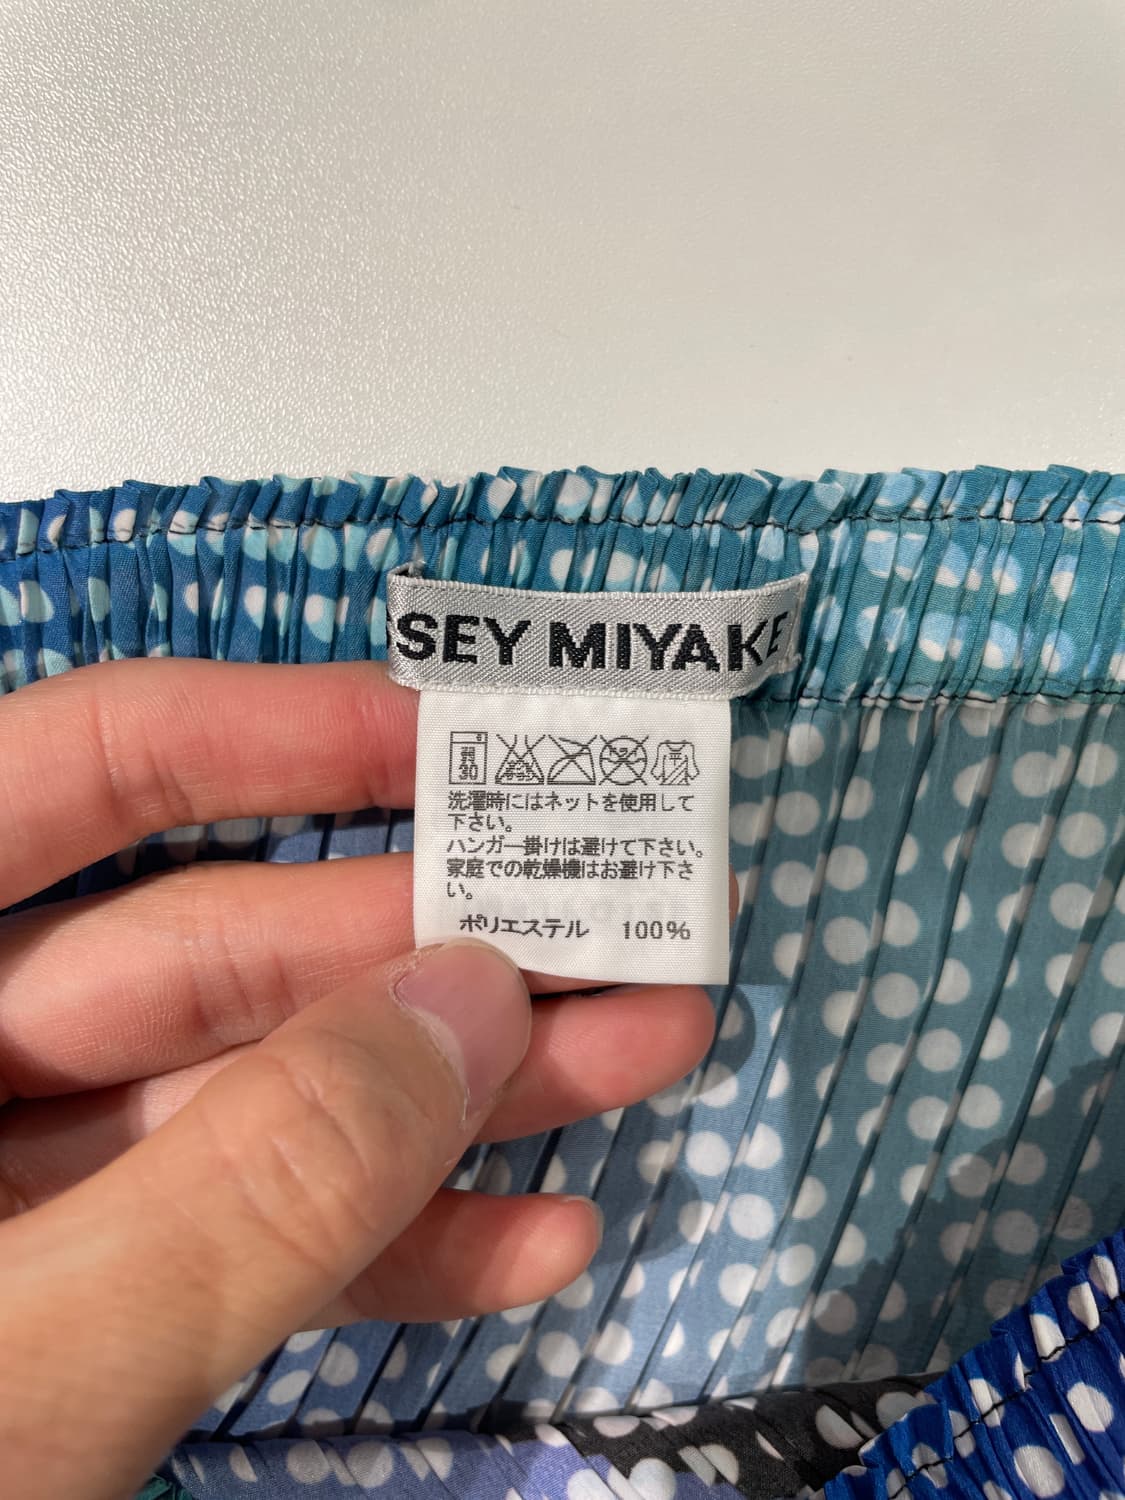 SEY MIYAKE
弱
30
洗濯時にはネットを使用して
下さい。
ハンガー掛けは避けて下さい。
家庭での乾燥機はお避け下さ
い。
ポリエステル 100%